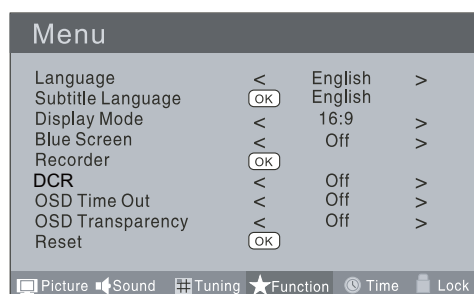 Menu
Language < English >
Subtitle Language OK English
Display Mode < 16:9 >
Blue Screen < Off >
Recorder OK
DCR < Off >
OSD Time Out < Off >
OSD Transparency < Off >
Reset OK
Picture Sound Tuning Function Time Lock